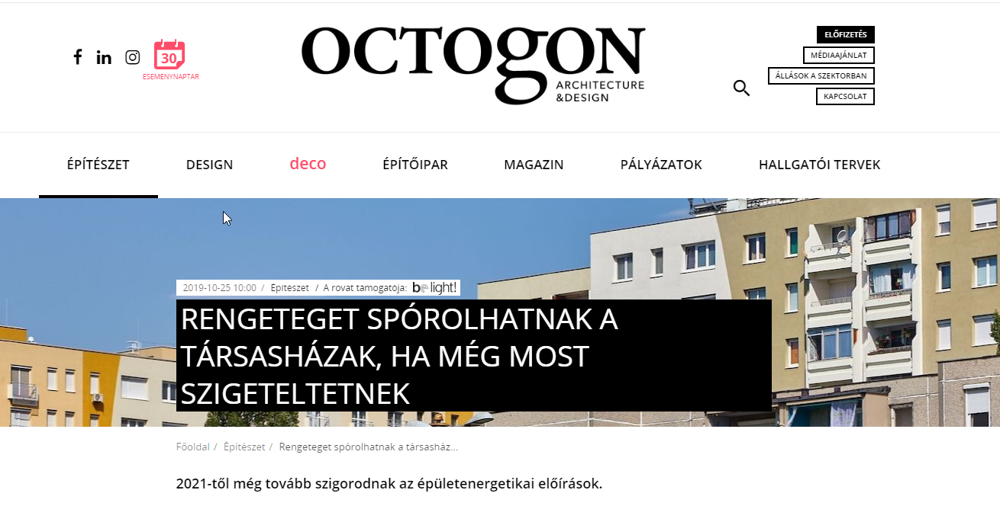 30
ESEMÉNYNAPTÁR
OCTOGON
ARCHITECTURE
&DESIGN
ELŐFIZETÉS
MÉDIAAJÁNLAT
ÁLLÁSOK A SZEKTORBAN
KAPCSOLAT
ÉPÍTÉSZET DESIGN deco ÉPÍTŐIPAR MAGAZIN PÁLYÁZATOK HALLGATÓI TERVEK
2019-10-25 10:00 / Építészet / A rovat támogatója: be light!
RENGETEGET SPÓROLHATNAK A
TÁRSASHÁZAK, HA MÉG MOST
SZIGETELTETNEK
Főoldal / Építészet / Rengeteget spórolhatnak a társasház...
2021-től még tovább szigorodnak az épületenergetikai előírások.